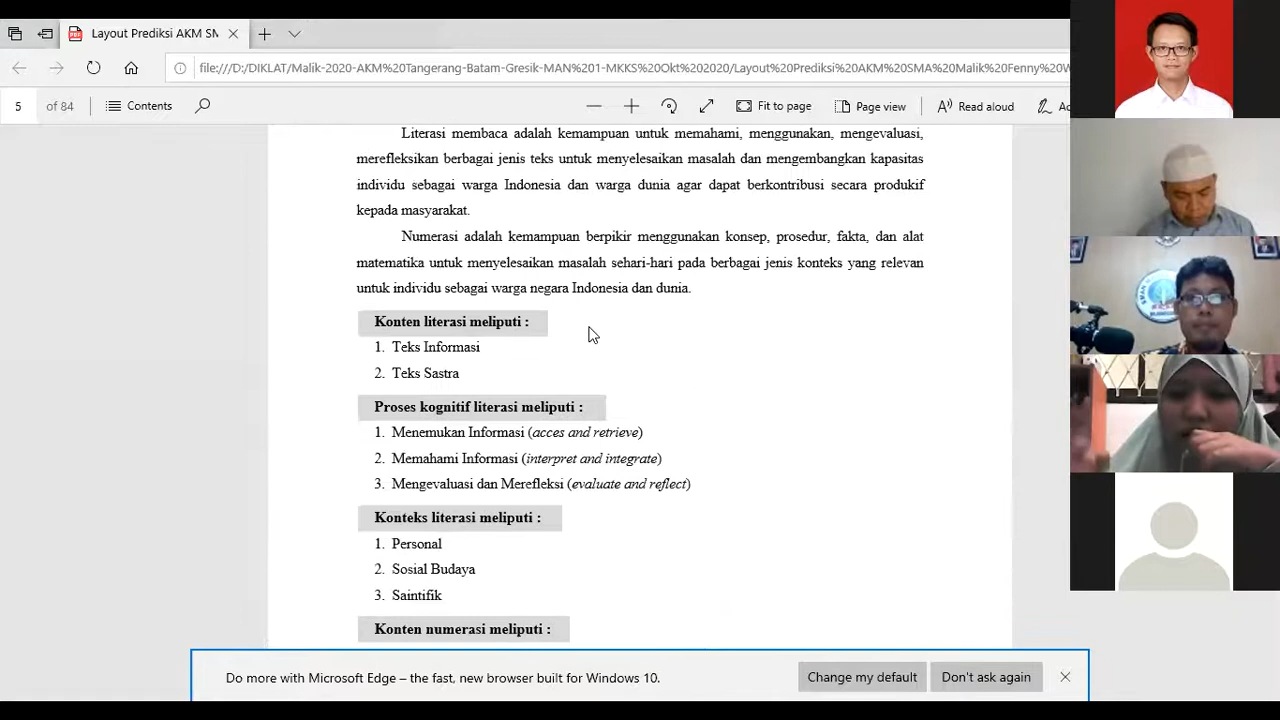 Layout Prediksi AKM SM
file:///D:/DIKLAT/Malik-2020-AKM%20Tangerang-Batam-Gresik-MAN%201-MKKS%20Okt%202020/Layout%20Prediksi%20AKM%20SMA%20Malik%20Fenny%20W
5 of 84 Contents Fit to page Page view Read aloud
Literasi membaca adalah kemampuan untuk memahami, menggunakan, mengevaluasi,
merefleksikan berbagai jenis teks untuk menyelesaikan masalah dan mengembangkan kapasitas
individu sebagai warga Indonesia dan warga dunia agar dapat berkontribusi secara produkif
kepada masyarakat.
Numerasi adalah kemampuan berpikir menggunakan konsep, prosedur, fakta, dan alat
matematika untuk menyelesaikan masalah sehari-hari pada berbagai jenis konteks yang relevan
untuk individu sebagai warga negara Indonesia dan dunia.
Konten literasi meliputi :
1. Teks Informasi
2. Teks Sastra
Proses kognitif literasi meliputi :
1. Menemukan Informasi (acces and retrieve)
2. Memahami Informasi (interpret and integrate)
3. Mengevaluasi dan Merefleksi (evaluate and reflect)
Konteks literasi meliputi :
1. Personal
2. Sosial Budaya
3. Saintifik
Konten numerasi meliputi :
Do more with Microsoft Edge – the fast, new browser built for Windows 10. Change my default Don't ask again